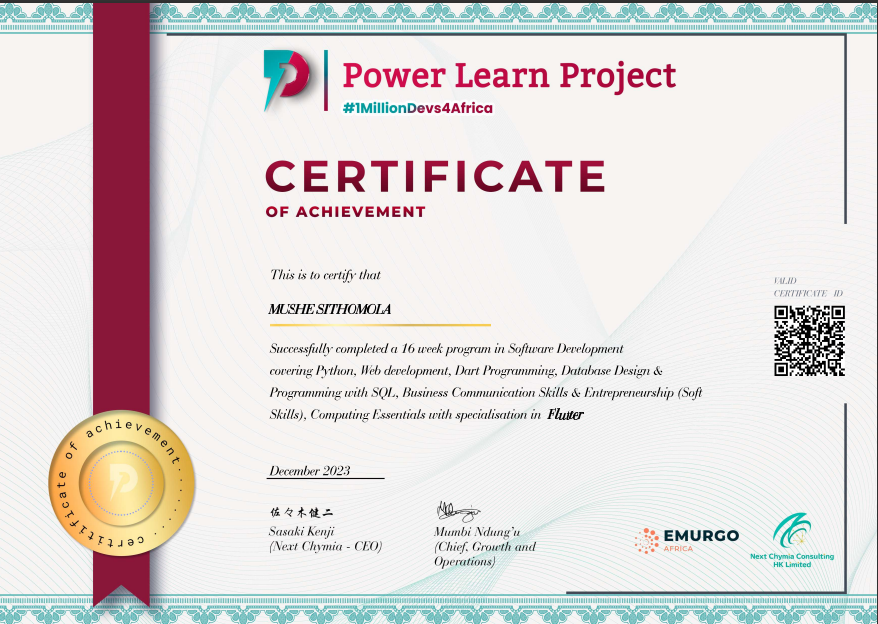 Power Learn Project
#1MillionDevs4Africa
CERTIFICATE
OF ACHIEVEMENT
This is to certify that
MUSHE SITHOMOLA
Successfully completed a 16 week program in Software Development
covering Python, Web development, Dart Programming, Database Design &
Programming with SQL, Business Communication Skills & Entrepreneurship (Soft
Skills), Computing Essentials with specialisation in Flutter
VALID
CERTIFICATE ID
certificate of achievement
December 2023
佐々木健二
Sasaki Kenji
(Next Chymia - CEO)
Mumbi Ndung'u
(Chief, Growth and
Operations)
EMURGO
AFRICA
Next Chymia Consulting
HK Limited